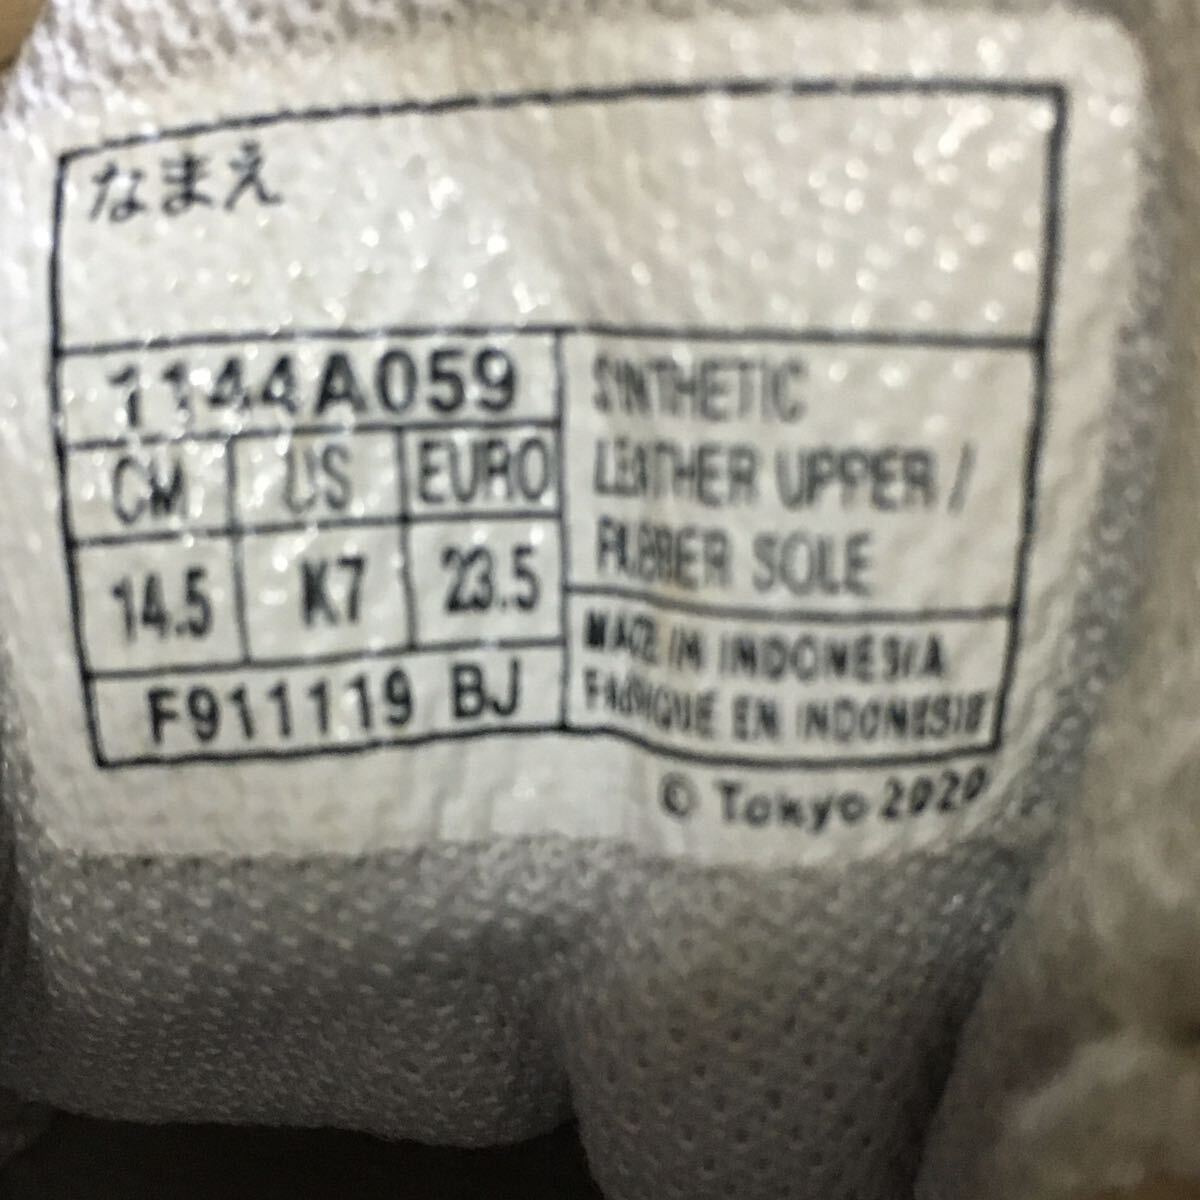 なまえ
1144A059
SYNTHETIC
LEATHER UPPER /
RUBBER SOLE
CM US EURO
14.5 K7 23.5
MADE IN INDONESIA
FABRIQUE EN INDONESIE
F911119 BJ
© Tokyo 2020